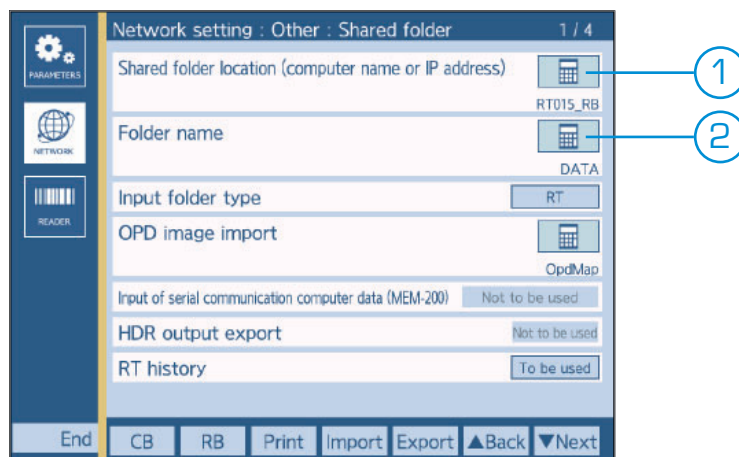 Network setting : Other : Shared folder 1 / 4
PARAMETERS
Shared folder location (computer name or IP address)
1
RT015_RB
NETWORK
Folder name
2
DATA
READER
Input folder type RT
OPD image import
OpdMap
Input of serial communication computer data (MEM-200) Not to be used
HDR output export Not to be used
RT history To be used
End CB RB Print Import Export ▲Back ▼Next